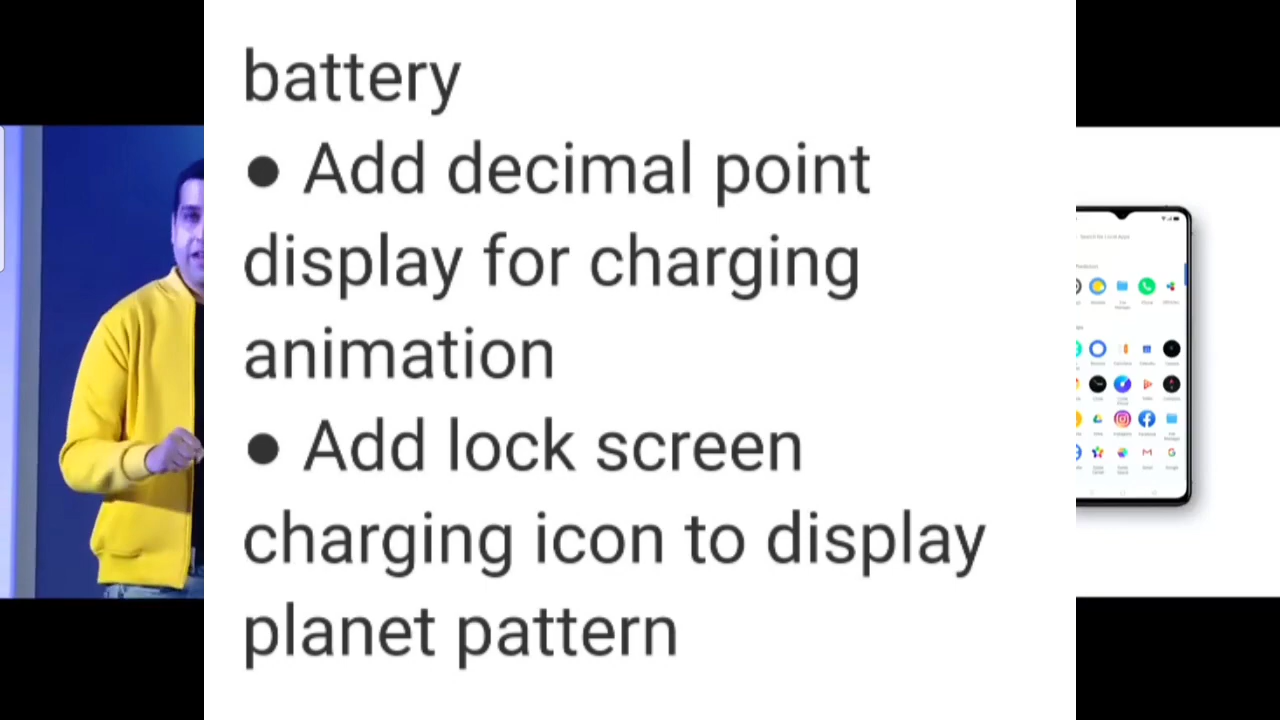 battery
● Add decimal point
display for charging
animation
● Add lock screen
charging icon to display
planet pattern